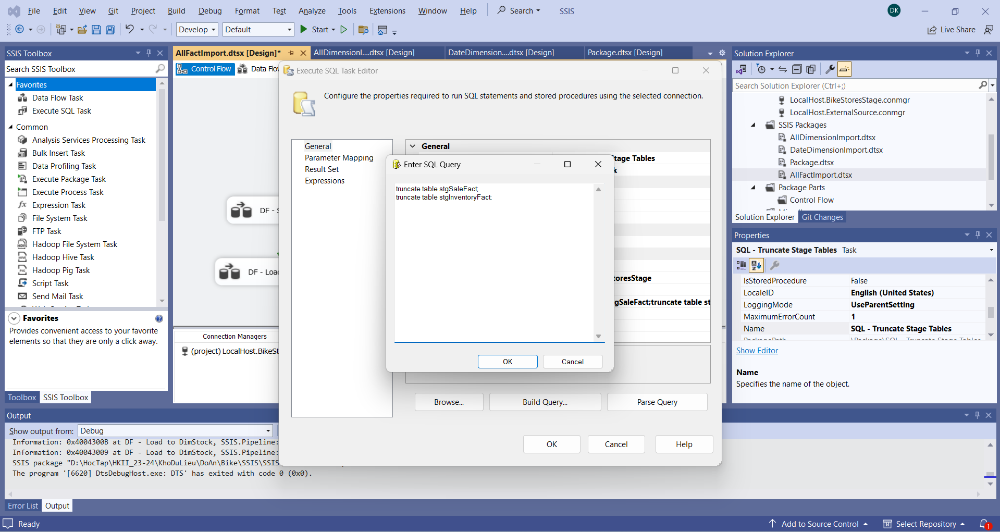 File Edit View Git Project Build Debug Format Test Analyze Tools Extensions Window Help Search SSIS DK
Develop Default Start Live Share
SSIS Toolbox
Search SSIS Toolbox
Favorites
Data Flow Task
Execute SQL Task
Common
Analysis Services Processing Task
Bulk Insert Task
Data Profiling Task
Execute Package Task
Execute Process Task
Expression Task
File System Task
FTP Task
Hadoop File System Task
Hadoop Hive Task
Hadoop Pig Task
Script Task
Send Mail Task
Favorites
Provides convenient access to your favorite
elements so that they are only a click away.
Toolbox SSIS Toolbox
AllFactImport.dtsx [Design]* AllDimensionI....dtsx [Design] DateDimension....dtsx [Design] Package.dtsx [Design]
Control Flow Data Flow
DF - S
DF - Load
Connection Managers
(project) LocalHost.BikeSt
Execute SQL Task Editor
Configure the properties required to run SQL statements and stored procedures using the selected connection.
General
Parameter Mapping
Result Set
Expressions
General
Stage Tables
k
toresStage
gSaleFact;truncate table st
Enter SQL Query
truncate table stgSaleFact;
truncate table stgInventoryFact;
OK Cancel
Browse... Build Query... Parse Query
OK Cancel Help
Solution Explorer
Search Solution Explorer (Ctrl+;)
LocalHost.BikeStoresStage.conmgr
LocalHost.ExternalSource.conmgr
SSIS Packages
AllDimensionImport.dtsx
DateDimensionImport.dtsx
Package.dtsx
AllFactImport.dtsx
Package Parts
Control Flow
Solution Explorer Git Changes
Properties
SQL - Truncate Stage Tables Task
IsStoredProcedure False
LocaleID English (United States)
LoggingMode UseParentSetting
MaximumErrorCount 1
Name SQL - Truncate Stage Tables
PackagePath \Package\SQL - Truncate Stage Tables
Show Editor
Name
Specifies the name of the object.
Output
Show output from: Debug
Information: 0x4004300B at DF - Load to DimStock, SSIS.Pipeline:
Information: 0x40043009 at DF - Load to DimStock, SSIS.Pipeline:
SSIS package "D:\HocTap\HKII_23-24\KhoDuLieu\DoAn\Bike\SSIS\SSIS
The program '[6620] DtsDebugHost.exe: DTS' has exited with code 0 (0x0).
Error List Output
Ready Add to Source Control Select Repository 1